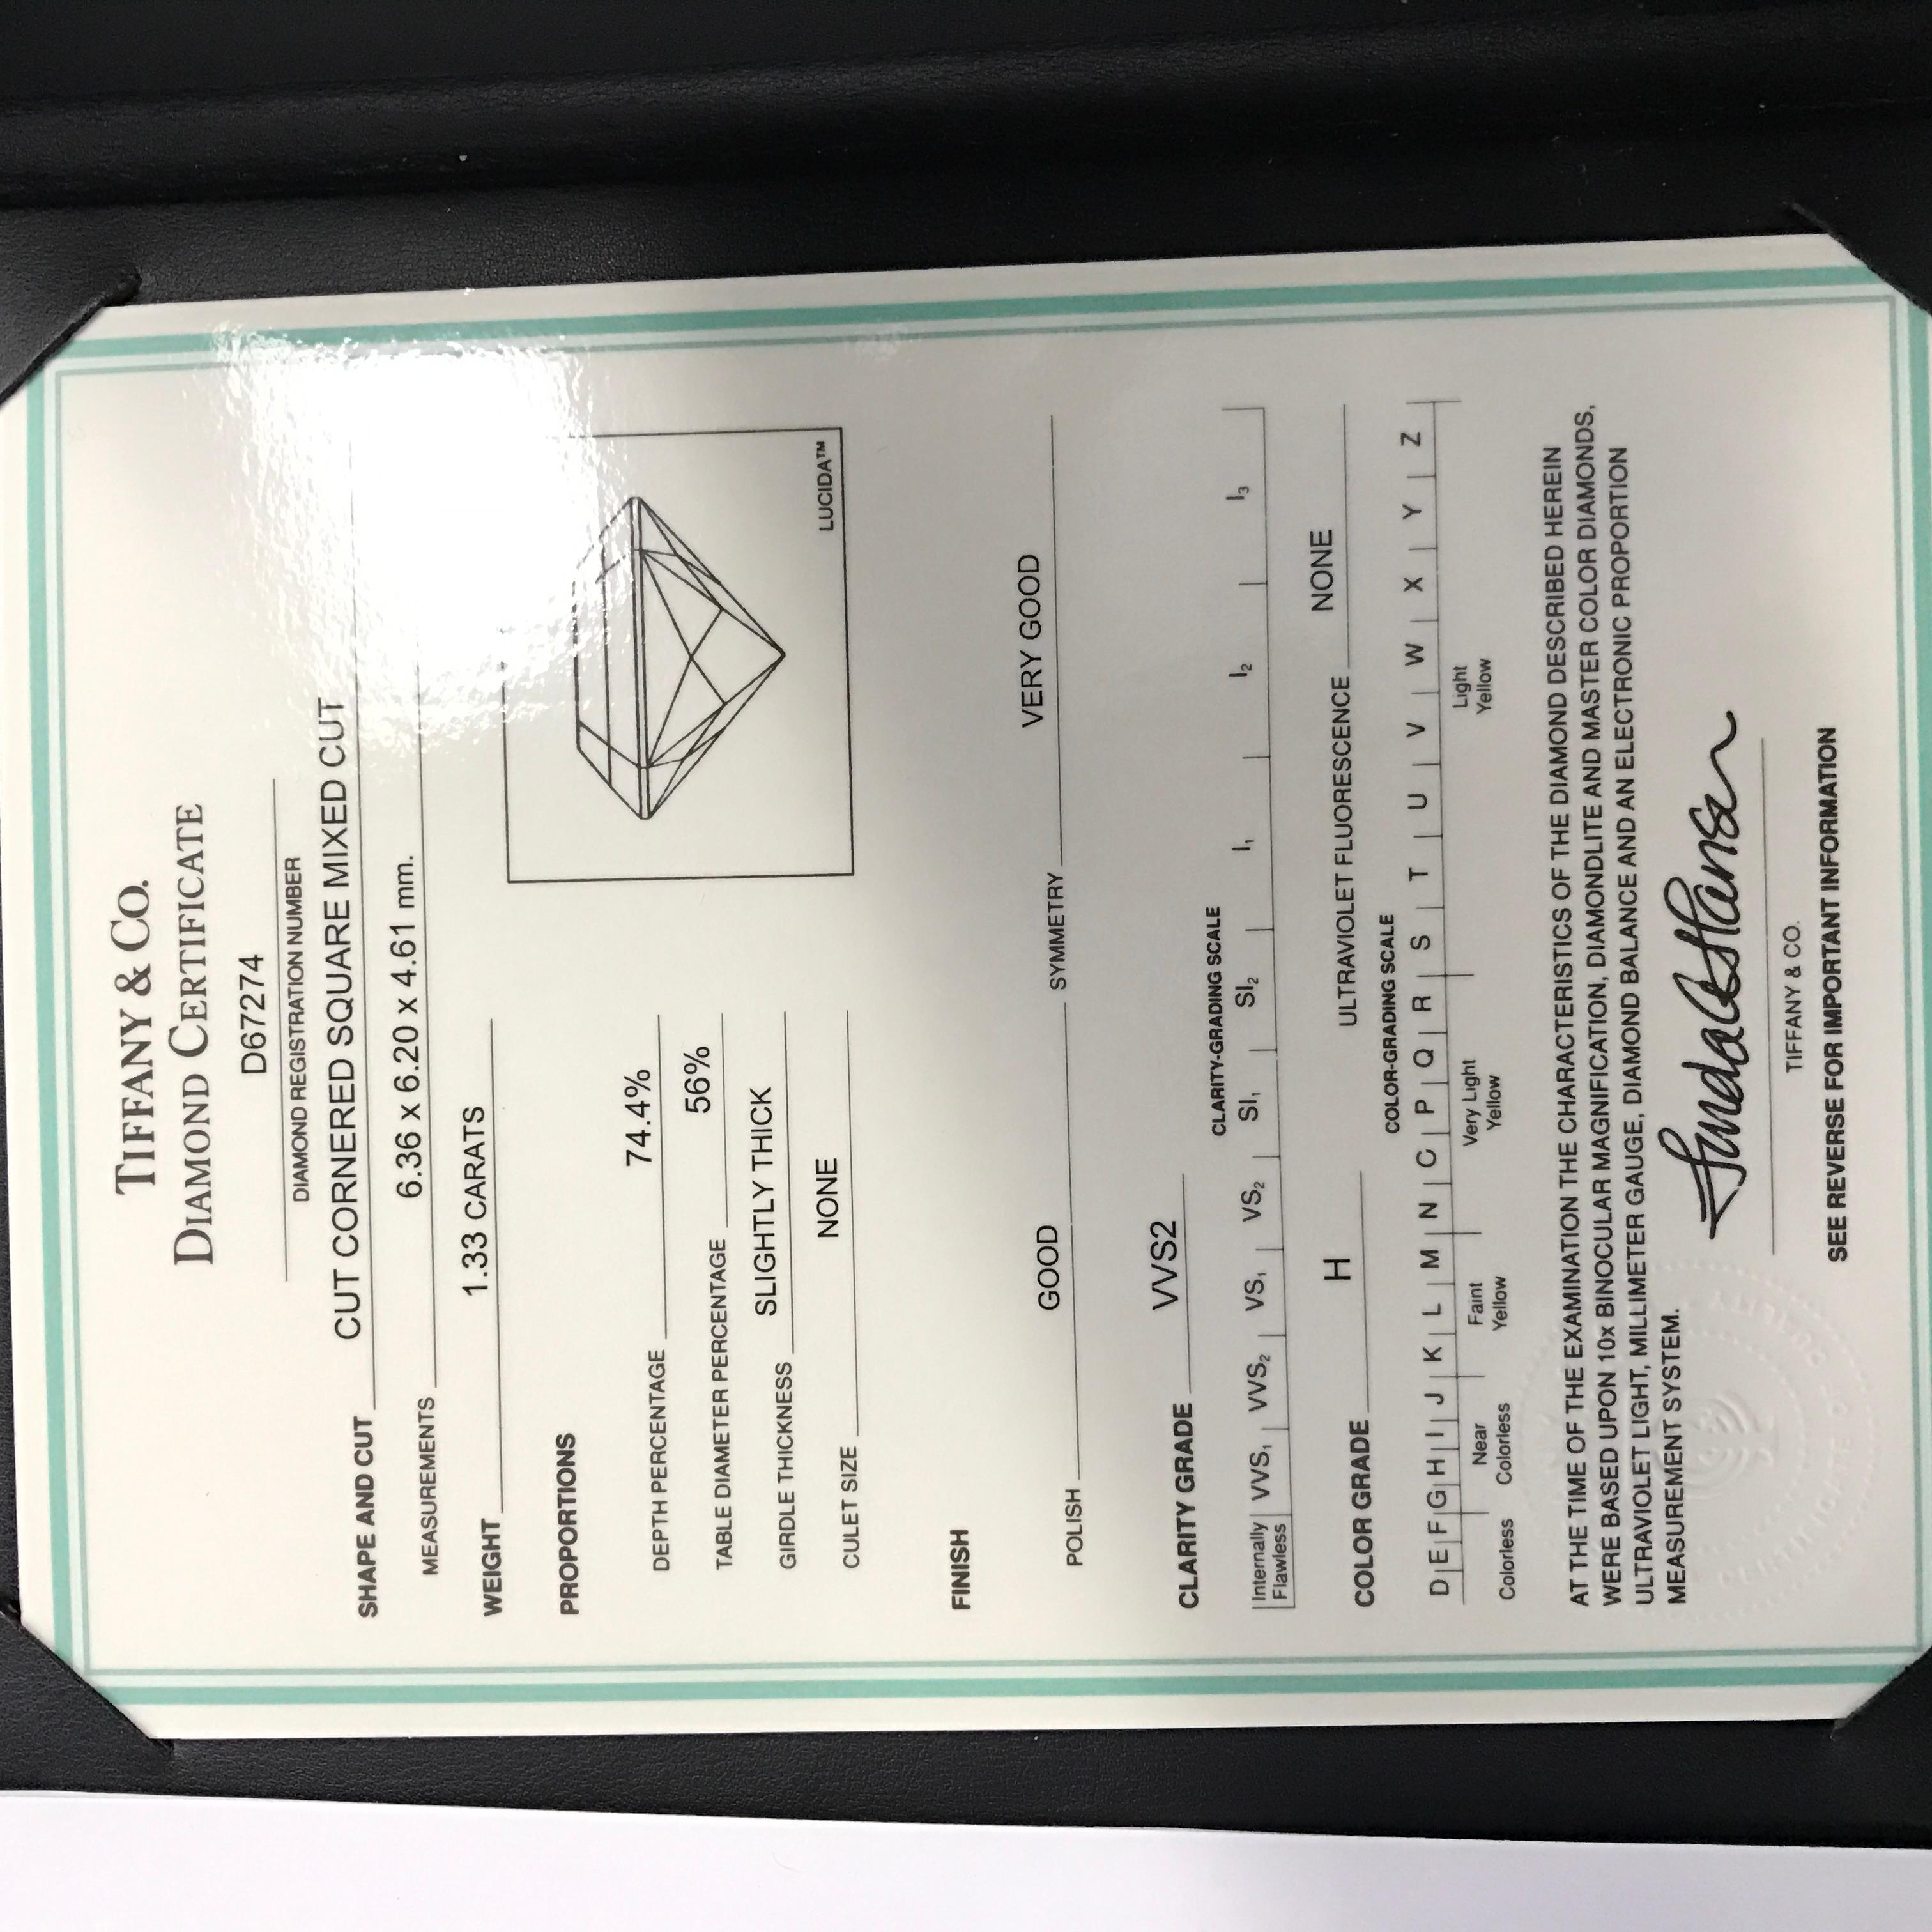 TIFFANY & CO.
DIAMOND CERTIFICATE
D67274
DIAMOND REGISTRATION NUMBER
SHAPE AND CUT CUT CORNERED SQUARE MIXED CUT
MEASUREMENTS 6.36 x 6.20 x 4.61 mm.
WEIGHT 1.33 CARATS
PROPORTIONS
DEPTH PERCENTAGE 74.4%
TABLE DIAMETER PERCENTAGE 56%
GIRDLE THICKNESS SLIGHTLY THICK
CULET SIZE NONE
LUCIDA™
FINISH
POLISH GOOD SYMMETRY VERY GOOD
CLARITY GRADE VVS2
CLARITY-GRADING SCALE
Internally Flawless VVS₁ VVS₂ VS₁ VS₂ SI₁ SI₂ I₁ I₂ I₃
COLOR GRADE H ULTRAVIOLET FLUORESCENCE NONE
COLOR-GRADING SCALE
D E F G H I J K L M N O P Q R S T U V W X Y Z
Colorless Near Colorless Faint Yellow Very Light Yellow Light Yellow
AT THE TIME OF THE EXAMINATION THE CHARACTERISTICS OF THE DIAMOND DESCRIBED HEREIN
WERE BASED UPON 10x BINOCULAR MAGNIFICATION, DIAMONDLITE AND MASTER COLOR DIAMONDS,
ULTRAVIOLET LIGHT, MILLIMETER GAUGE, DIAMOND BALANCE AND AN ELECTRONIC PROPORTION
MEASUREMENT SYSTEM.
TIFFANY & CO.
SEE REVERSE FOR IMPORTANT INFORMATION